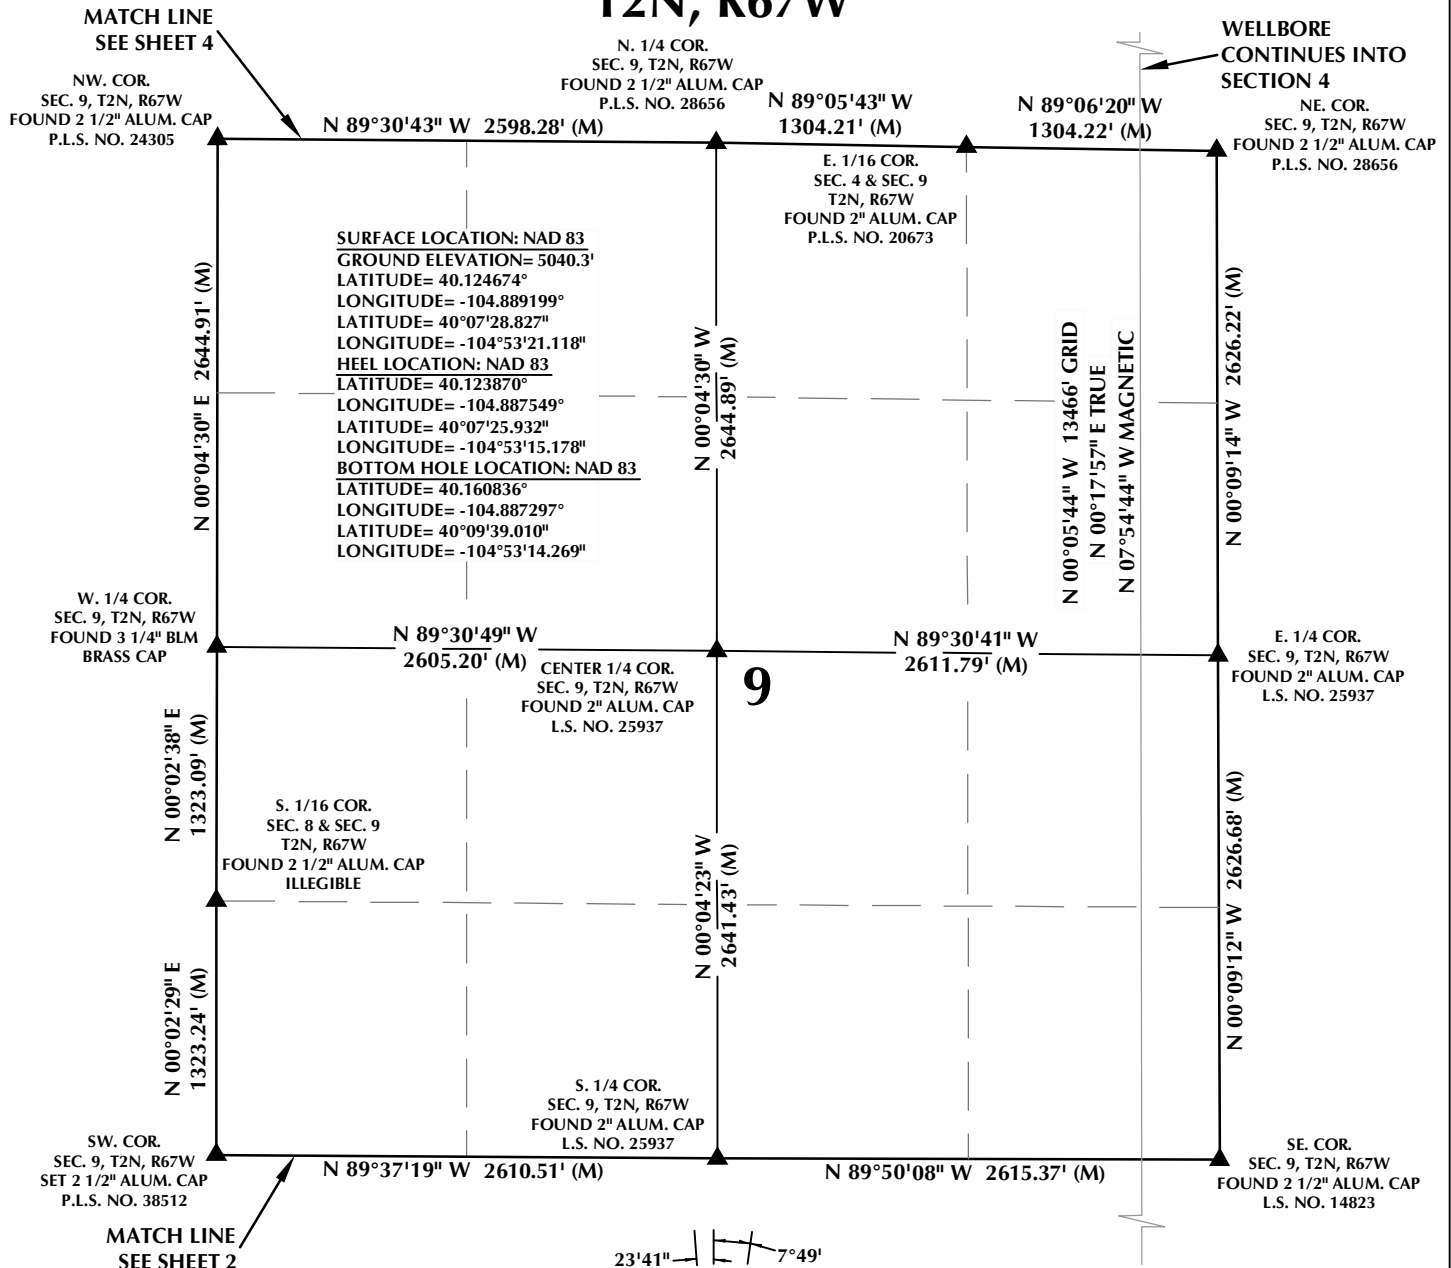 T2N, R67W
MATCH LINE
SEE SHEET 4
WELLBORE
CONTINUES INTO
SECTION 4
NW. COR.
SEC. 9, T2N, R67W
FOUND 2 1/2" ALUM. CAP
P.L.S. NO. 24305
N. 1/4 COR.
SEC. 9, T2N, R67W
FOUND 2 1/2" ALUM. CAP
P.L.S. NO. 28656
NE. COR.
SEC. 9, T2N, R67W
FOUND 2 1/2" ALUM. CAP
P.L.S. NO. 28656
N 89°30'43" W 2598.28' (M)
N 89°05'43" W
1304.21' (M)
N 89°06'20" W
1304.22' (M)
E. 1/16 COR.
SEC. 4 & SEC. 9
T2N, R67W
FOUND 2" ALUM. CAP
P.L.S. NO. 20673
SURFACE LOCATION: NAD 83
GROUND ELEVATION= 5040.3'
LATITUDE= 40.124674°
LONGITUDE= -104.889199°
LATITUDE= 40°07'28.827"
LONGITUDE= -104°53'21.118"
HEEL LOCATION: NAD 83
LATITUDE= 40.123870°
LONGITUDE= -104.887549°
LATITUDE= 40°07'25.932"
LONGITUDE= -104°53'15.178"
BOTTOM HOLE LOCATION: NAD 83
LATITUDE= 40.160836°
LONGITUDE= -104.887297°
LATITUDE= 40°09'39.010"
LONGITUDE= -104°53'14.269"
N 00°04'30" E 2644.91' (M)
N 00°04'30" W
2644.89' (M)
N 00°05'44" W 13466' GRID
N 00°17'57" E TRUE
N 07°54'44" W MAGNETIC
N 00°09'14" W 2626.22' (M)
W. 1/4 COR.
SEC. 9, T2N, R67W
FOUND 3 1/4" BLM
BRASS CAP
N 89°30'49" W
2605.20' (M)
CENTER 1/4 COR.
SEC. 9, T2N, R67W
FOUND 2" ALUM. CAP
L.S. NO. 25937
9
N 89°30'41" W
2611.79' (M)
E. 1/4 COR.
SEC. 9, T2N, R67W
FOUND 2" ALUM. CAP
L.S. NO. 25937
N 00°02'38" E
1323.09' (M)
S. 1/16 COR.
SEC. 8 & SEC. 9
T2N, R67W
FOUND 2 1/2" ALUM. CAP
ILLEGIBLE
N 00°04'23" W
2641.43' (M)
N 00°09'12" W 2626.68' (M)
N 00°02'29" E
1323.24' (M)
S. 1/4 COR.
SEC. 9, T2N, R67W
FOUND 2" ALUM. CAP
L.S. NO. 25937
SW. COR.
SEC. 9, T2N, R67W
SET 2 1/2" ALUM. CAP
P.L.S. NO. 38512
N 89°37'19" W 2610.51' (M)
N 89°50'08" W 2615.37' (M)
SE. COR.
SEC. 9, T2N, R67W
FOUND 2 1/2" ALUM. CAP
L.S. NO. 14823
MATCH LINE
SEE SHEET 2
23'41"
7°49'